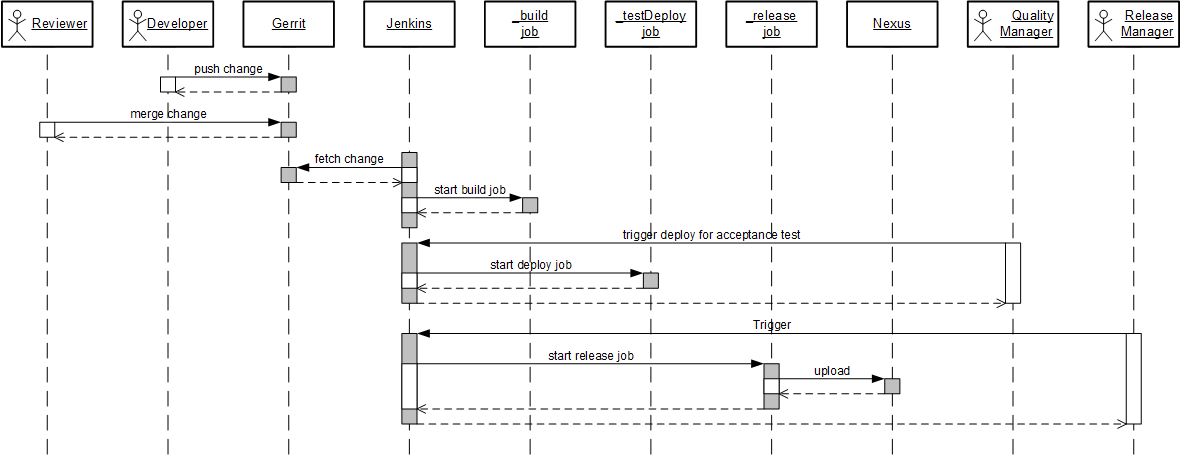 Reviewer
Developer
Gerrit
Jenkins
_build
job
_testDeploy
job
_release
job
Nexus
Quality
Manager
Release
Manager
push change
merge change
fetch change
start build job
trigger deploy for acceptance test
start deploy job
Trigger
start release job
upload